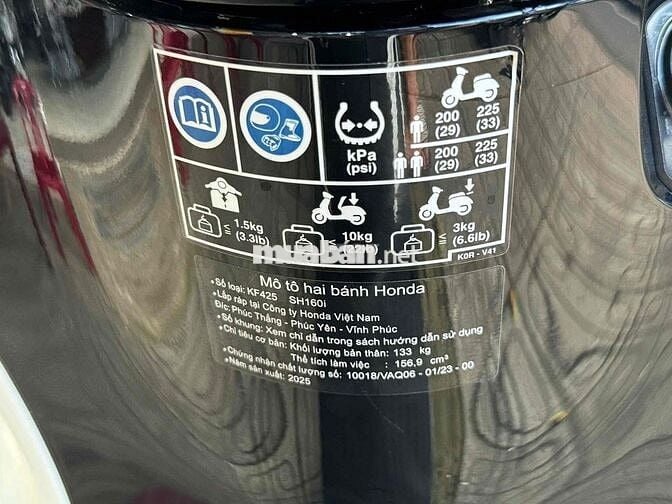 kPa
(psi)
200
(29)
225
(33)
200
(29)
225
(33)
≤ 1.5kg
(3.3lb)
≤ 10kg
≤ 3kg
(6.6lb)
K0R - V41
muaban.net
Mô tô hai bánh Honda
•Số loại: KF425 SH160i
•Lắp ráp tại Công ty Honda Việt Nam
Đ/c: Phúc Thắng - Phúc Yên - Vĩnh Phúc
•Số khung: Xem chỉ dẫn trong sách hướng dẫn sử dụng
•Chỉ tiêu cơ bản: Khối lượng bản thân: 133 kg
Thể tích làm việc : 156,9 cm³
•Chứng nhận chất lượng số: 10018/VAQ06 - 01/23 - 00
•Năm sản xuất: 2025